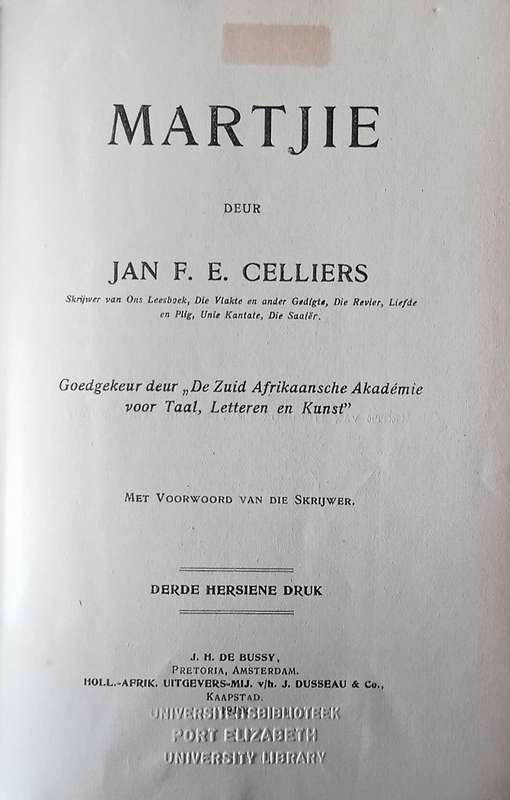 MARTJIE
DEUR
JAN F. E. CELLIERS
Skrijwer van Ons Leesboek, Die Vlakte en ander Gedigte, Die Revier, Liefde
en Plig, Unie Kantate, Die Saaiër.
Goedgekeur deur „De Zuid Afrikaansche Akadémie
voor Taal, Letteren en Kunst”
MET VOORWOORD VAN DIE SKRIJWER.
DERDE HERSIENE DRUK
J. H. DE BUSSY,
PRETORIA, AMSTERDAM.
HOLL.-AFRIK. UITGEVERS-MIJ. v/h. J. DUSSEAU & Co.,
KAAPSTAD.
UNIVERSITEITSBIBLIOTEEK
PORT ELIZABETH
UNIVERSITY LIBRARY